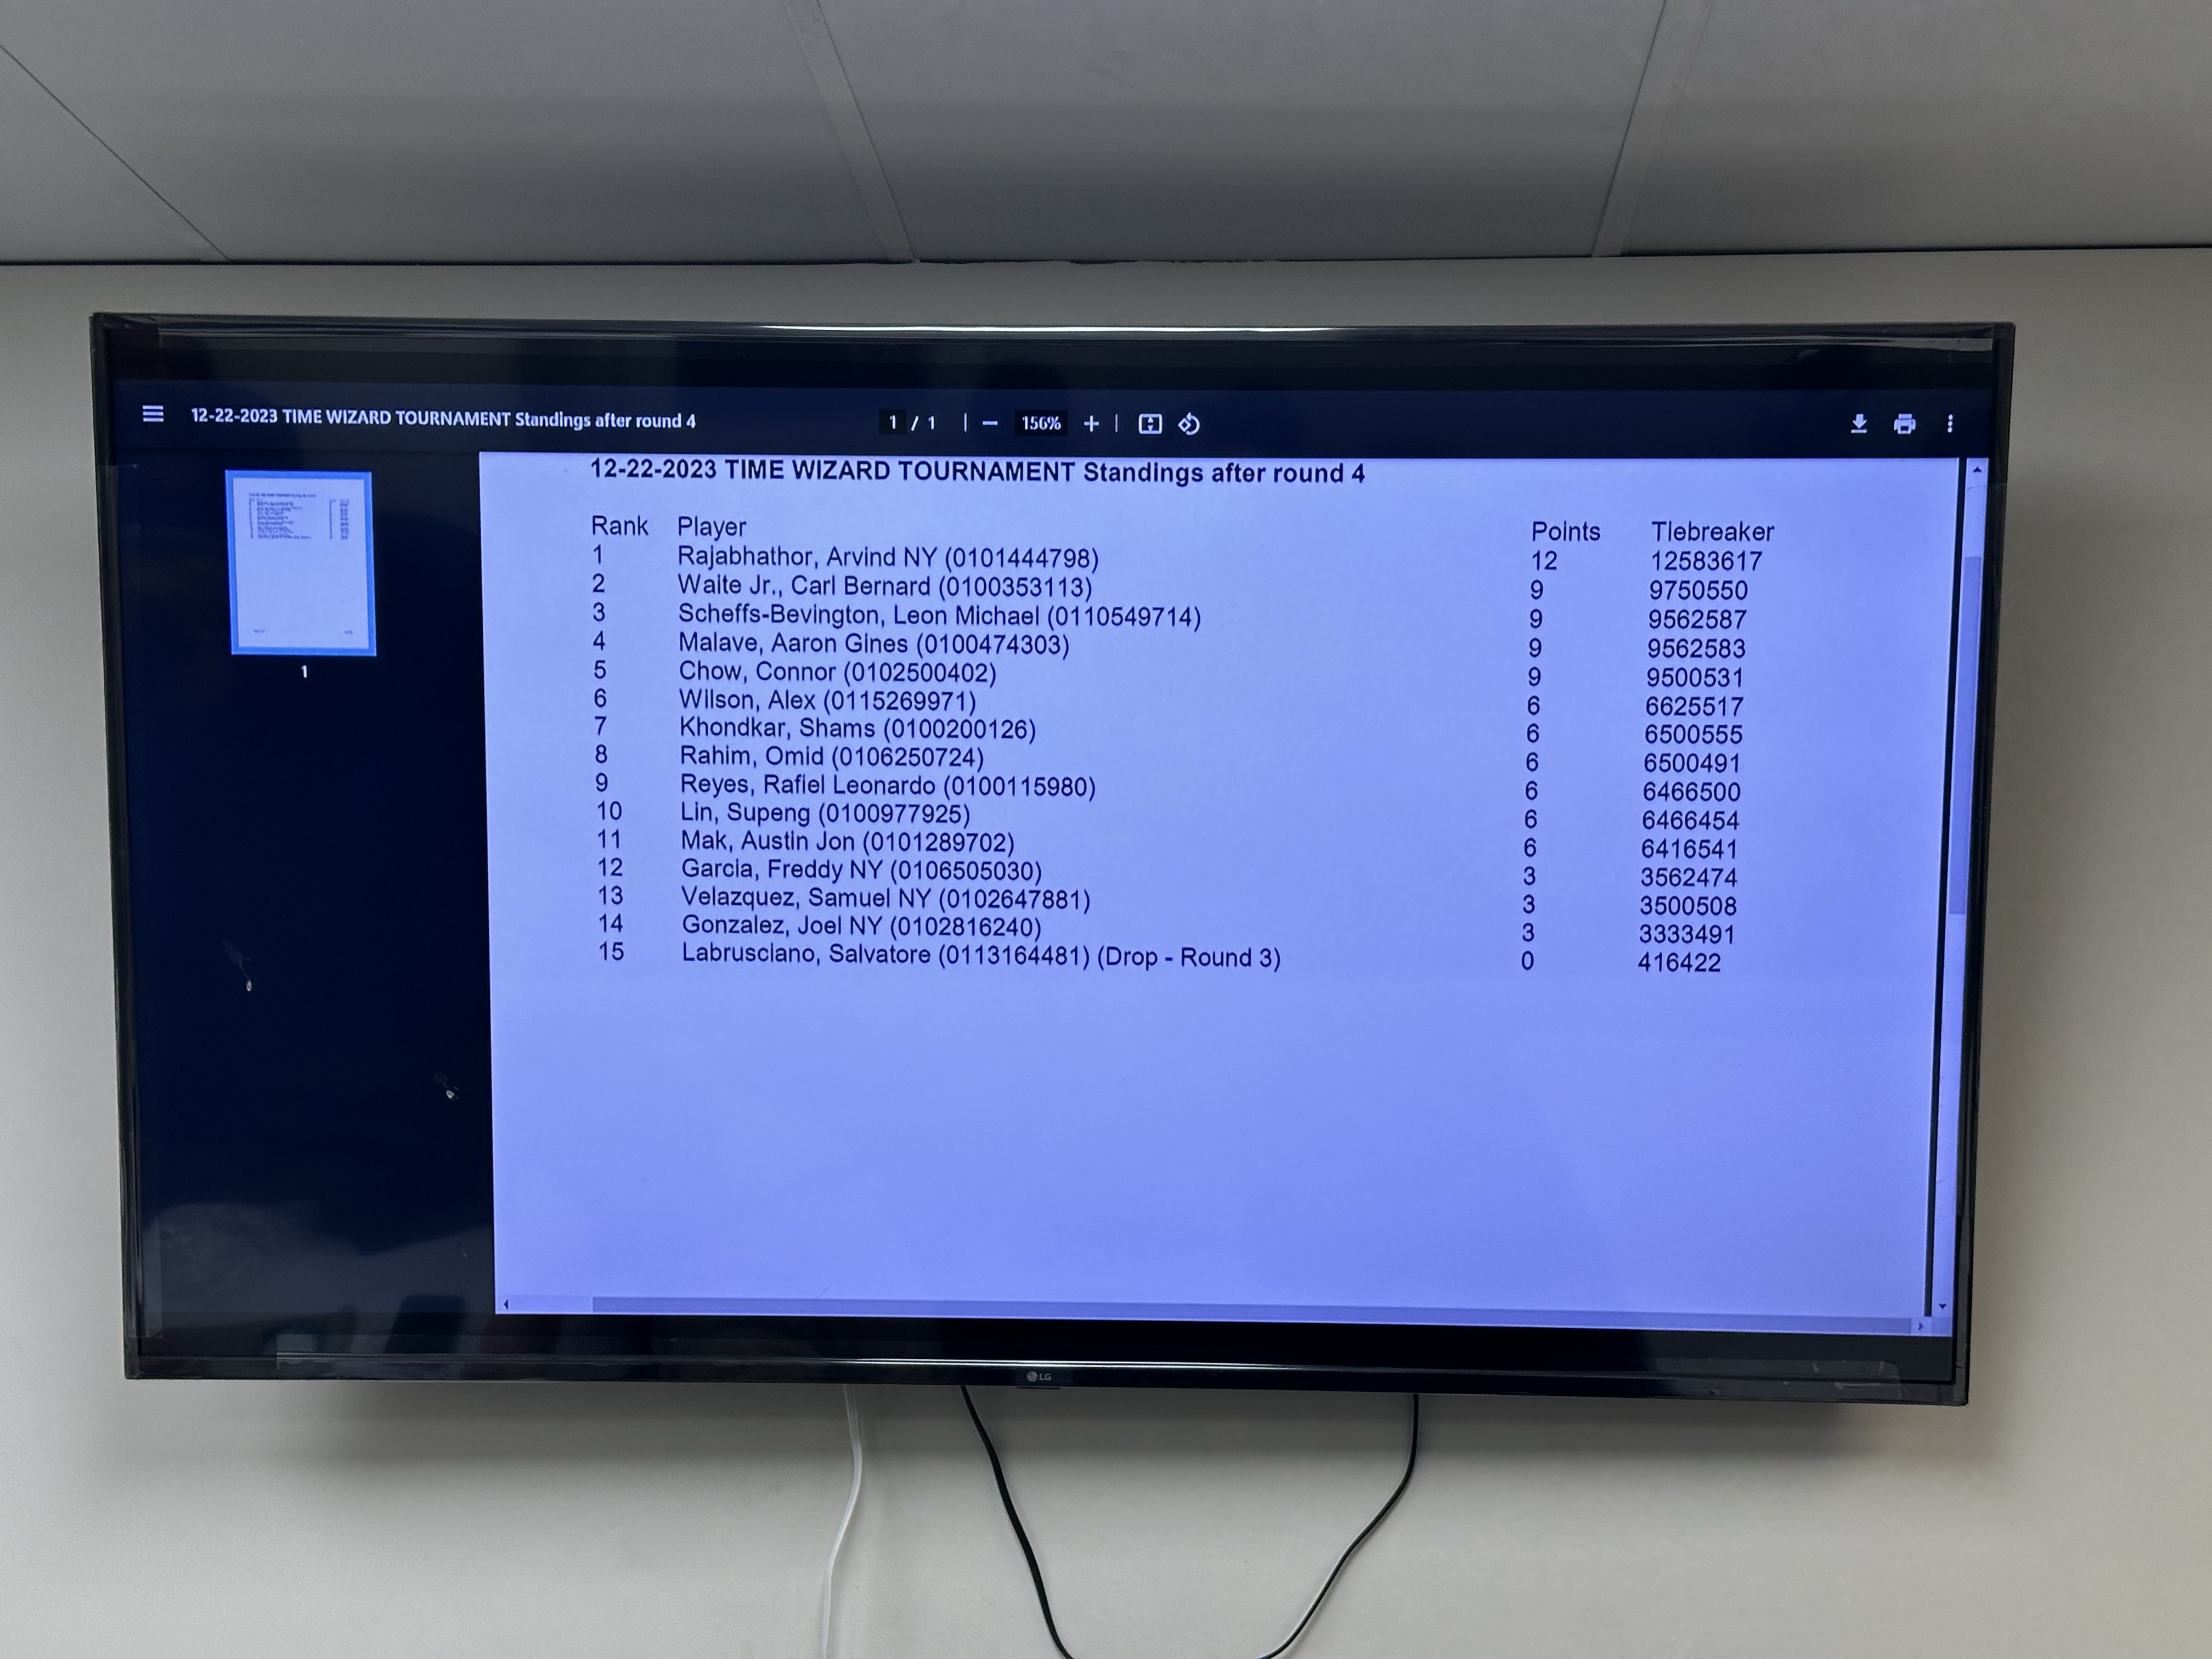 12-22-2023 TIME WIZARD TOURNAMENT Standings after round 4 1 / 1 156%
1
12-22-2023 TIME WIZARD TOURNAMENT Standings after round 4
Rank Player Points Tiebreaker
1 Rajabhathor, Arvind NY (0101444798) 12 12583617
2 Waite Jr., Carl Bernard (0100353113) 9 9750550
3 Scheffs-Bevington, Leon Michael (0110549714) 9 9562587
4 Malave, Aaron Gines (0100474303) 9 9562583
5 Chow, Connor (0102500402) 9 9500531
6 Wilson, Alex (0115269971) 6 6625517
7 Khondkar, Shams (0100200126) 6 6500555
8 Rahim, Omid (0106250724) 6 6500491
9 Reyes, Rafiel Leonardo (0100115980) 6 6466500
10 Lin, Supeng (0100977925) 6 6466454
11 Mak, Austin Jon (0101289702) 6 6416541
12 Garcia, Freddy NY (0106505030) 3 3562474
13 Velazquez, Samuel NY (0102647881) 3 3500508
14 Gonzalez, Joel NY (0102816240) 3 3333491
15 Labrusciano, Salvatore (0113164481) (Drop - Round 3) 0 416422
LG